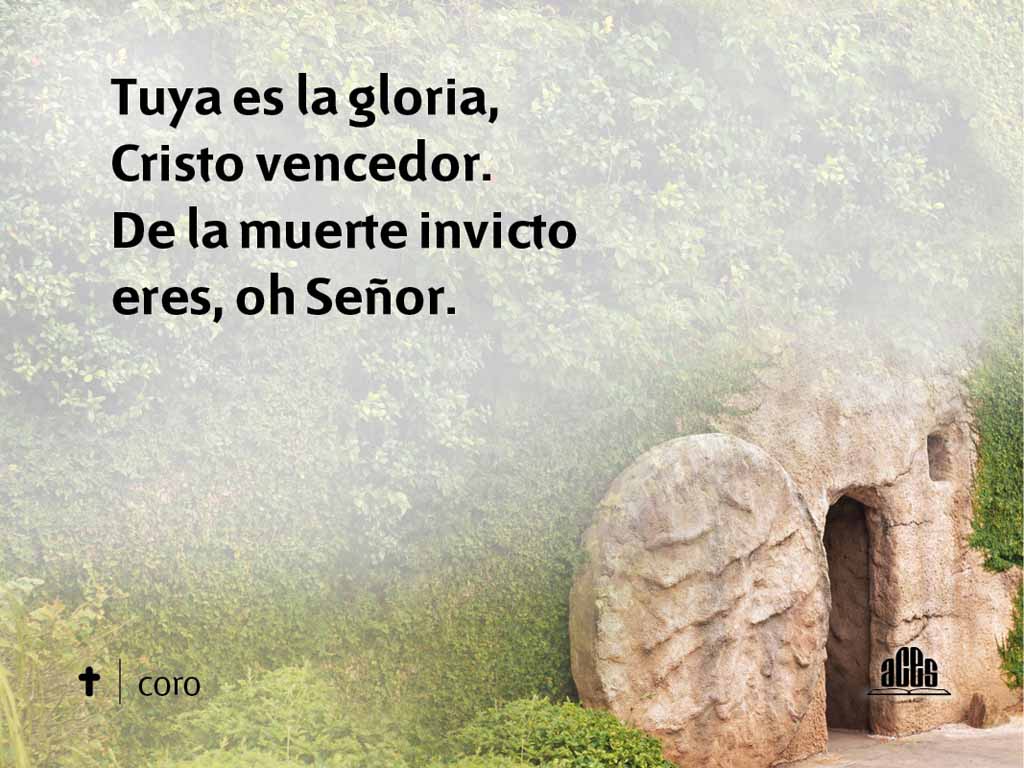 Tuya es la gloria,
Cristo vencedor.
De la muerte invicto
eres, oh Señor.
coro
aces